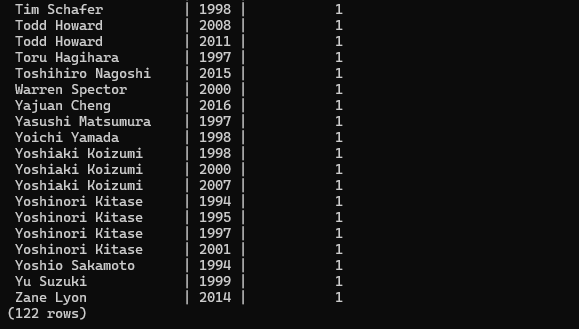 Tim Schafer | 1998 | 1
Todd Howard | 2008 | 1
Todd Howard | 2011 | 1
Toru Hagihara | 1997 | 1
Toshihiro Nagoshi | 2015 | 1
Warren Spector | 2000 | 1
Yajuan Cheng | 2016 | 1
Yasushi Matsumura | 1997 | 1
Yoichi Yamada | 1998 | 1
Yoshiaki Koizumi | 1998 | 1
Yoshiaki Koizumi | 2000 | 1
Yoshiaki Koizumi | 2007 | 1
Yoshinori Kitase | 1994 | 1
Yoshinori Kitase | 1995 | 1
Yoshinori Kitase | 1997 | 1
Yoshinori Kitase | 2001 | 1
Yoshio Sakamoto | 1994 | 1
Yu Suzuki | 1999 | 1
Zane Lyon | 2014 | 1
(122 rows)